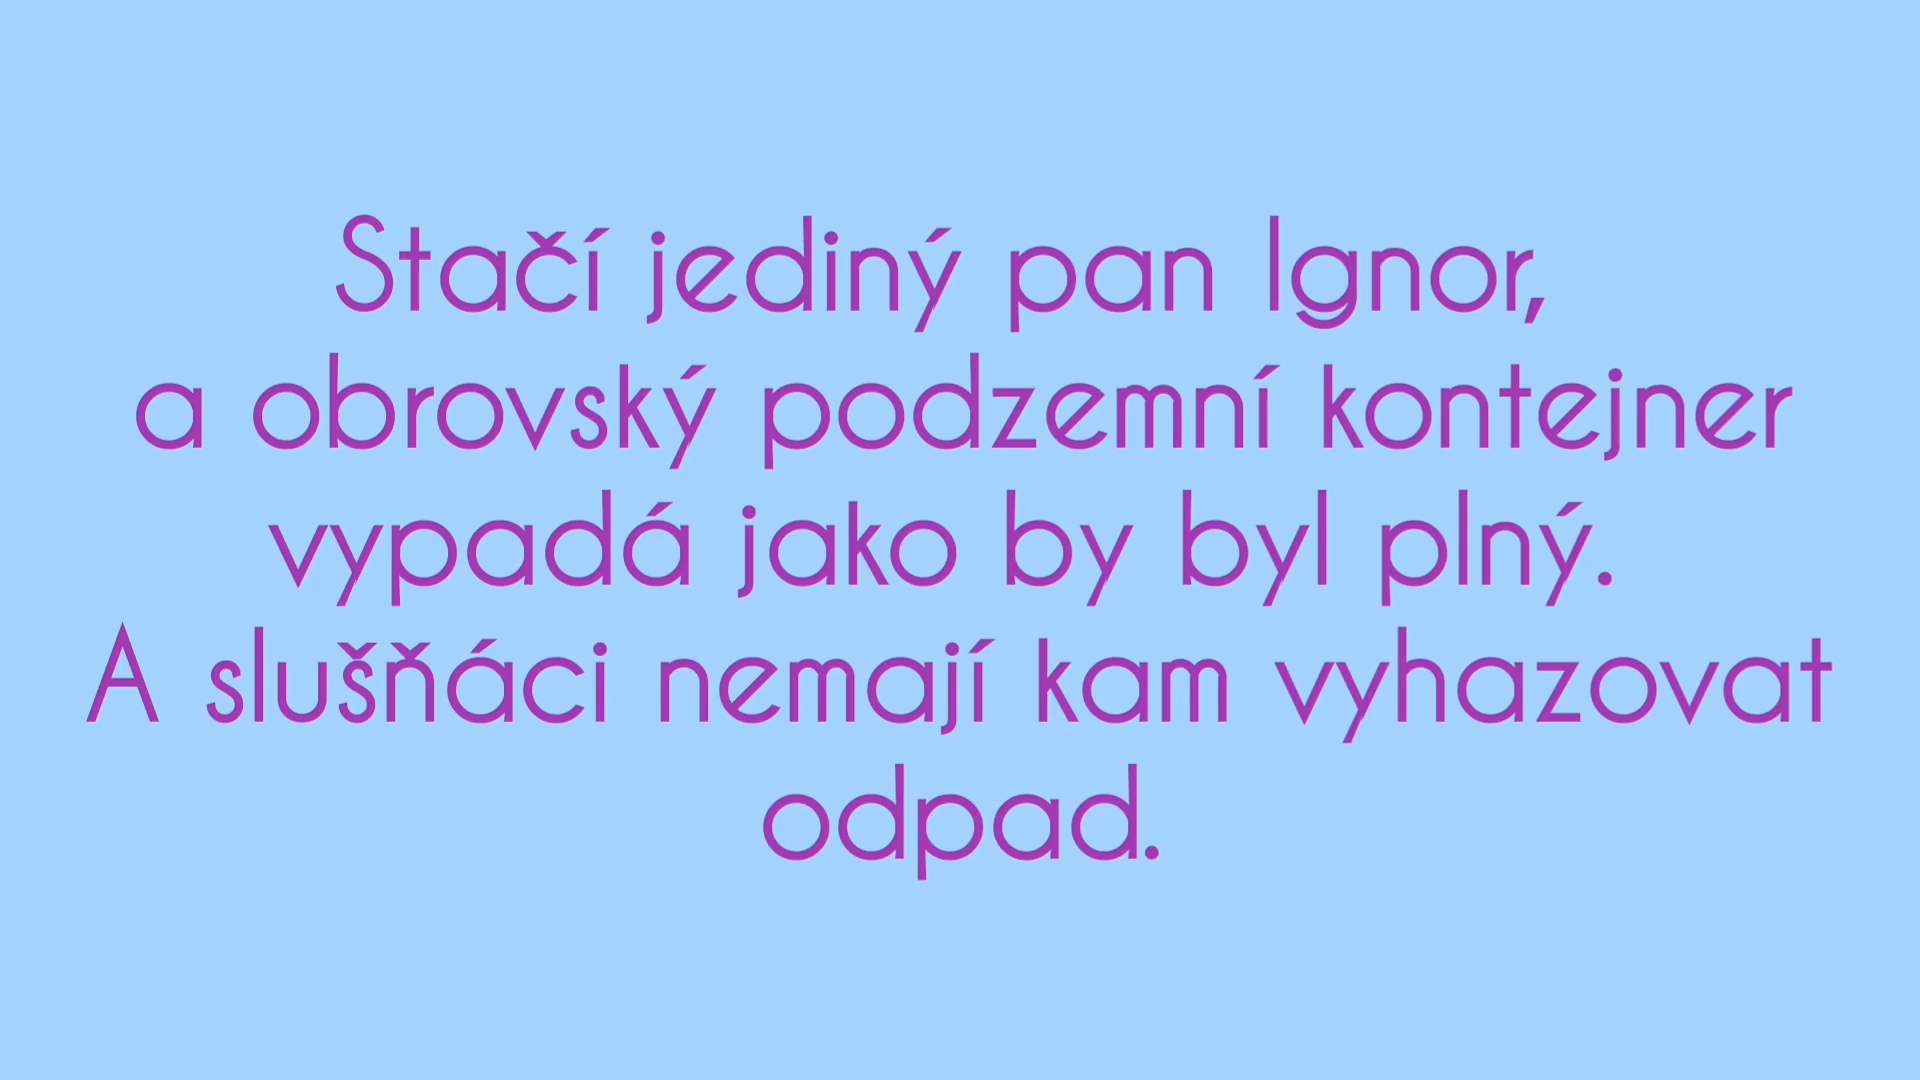 Stačí jediný pan Ignor,
a obrovský podzemní kontejner
vypadá jako by byl plný.
A slušňáci nemají kam vyhazovat
odpad.